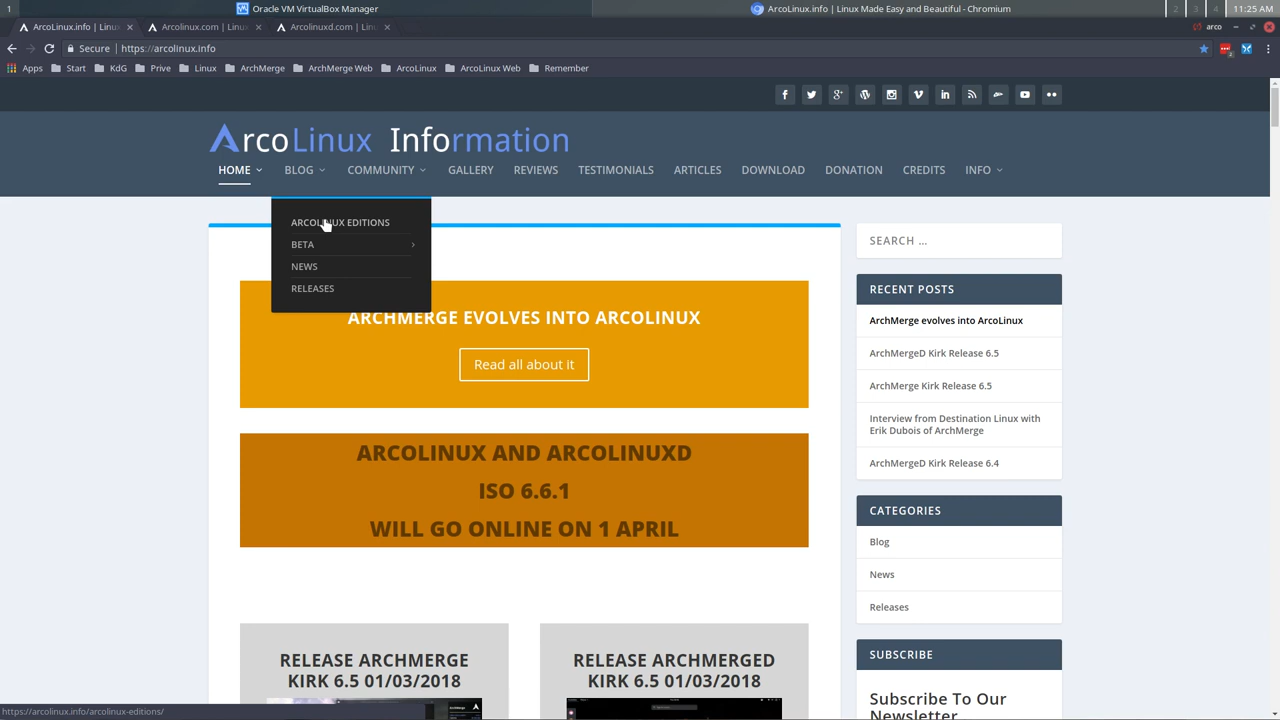 1
Oracle VM VirtualBox Manager
ArcoLinux.info | Linux Made Easy and Beautiful - Chromium
2 3 4 11:25 AM
ArcoLinux.info | Linux
Arcolinux.com | Linux
Arcolinuxd.com | Linu
arco
Secure | https://arcolinux.info
Apps Start KdG Prive Linux ArchMerge ArchMerge Web ArcoLinux ArcoLinux Web Remember
ArcoLinux Information
HOME BLOG COMMUNITY GALLERY REVIEWS TESTIMONIALS ARTICLES DOWNLOAD DONATION CREDITS INFO
ARCOLINUX EDITIONS
BETA
NEWS
RELEASES
ARCHMERGE EVOLVES INTO ARCOLINUX
Read all about it
ARCOLINUX AND ARCOLINUXD
ISO 6.6.1
WILL GO ONLINE ON 1 APRIL
RELEASE ARCHMERGE
KIRK 6.5 01/03/2018
RELEASE ARCHMERGED
KIRK 6.5 01/03/2018
SEARCH …
RECENT POSTS
ArchMerge evolves into ArcoLinux
ArchMergeD Kirk Release 6.5
ArchMerge Kirk Release 6.5
Interview from Destination Linux with
Erik Dubois of ArchMerge
ArchMergeD Kirk Release 6.4
CATEGORIES
Blog
News
Releases
SUBSCRIBE
Subscribe To Our
Newsletter
https://arcolinux.info/arcolinux-editions/